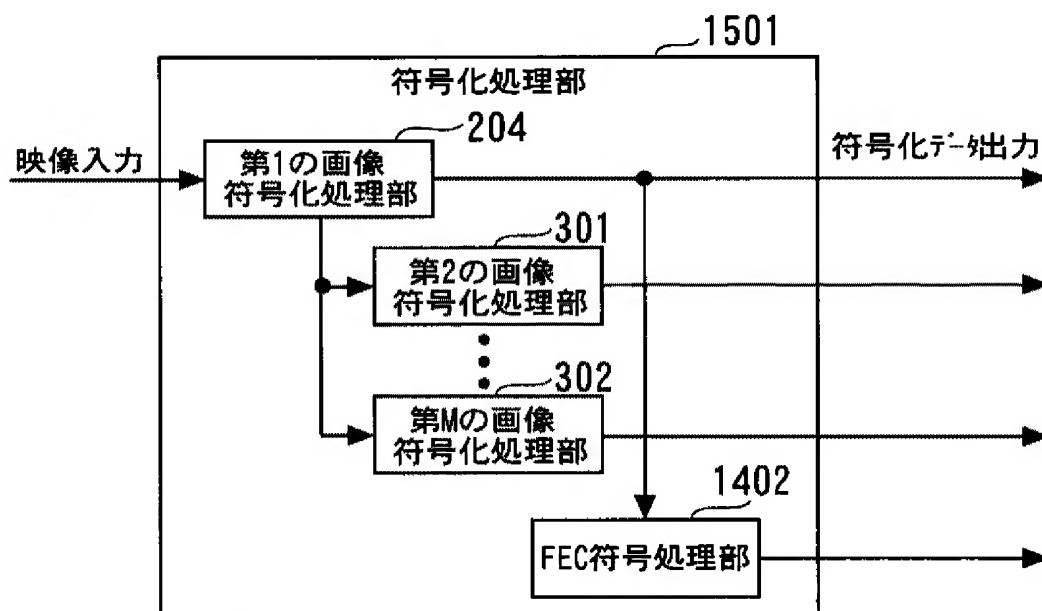 1501
符号化処理部
204
映像入力
第1の画像
符号化処理部
符号化データ出力
301
第2の画像
符号化処理部
302
第Mの画像
符号化処理部
1402
FEC符号処理部